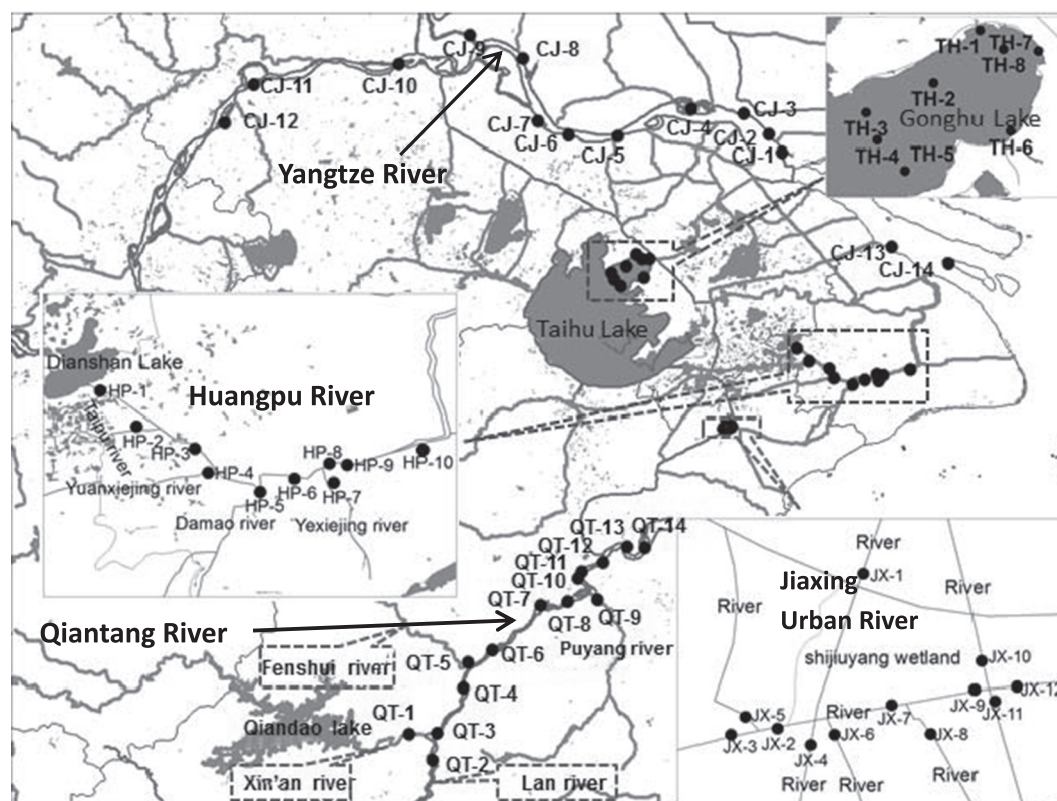 CJ-9
CJ-8
CJ-10
CJ-11
CJ-12
CJ-7
CJ-6
CJ-5
CJ-4
CJ-3
CJ-2
CJ-1
Yangtze River
TH-1
TH-7
TH-8
TH-2
Gonghu Lake
TH-3
TH-6
TH-4
TH-5
CJ-13
CJ-14
Taihu Lake
Dianshan Lake
HP-1
Huangpu River
Taipu river
HP-2
HP-3
HP-4
HP-8
HP-9
HP-10
HP-6
HP-7
HP-5
Yuanxiejing river
Damao river
Yexiejing river
QT-13
QT-14
QT-12
QT-11
QT-10
QT-7
QT-8
QT-9
Puyang river
Qiantang River
Fenshui river
QT-5
QT-6
QT-4
QT-1
Qiandao lake
QT-3
QT-2
Xin'an river
Lan river
River
Jiaxing
JX-1
River
River
Urban River
shijiuyang wetland
JX-10
JX-12
JX-9
JX-11
JX-5
River
JX-7
JX-3
JX-2
JX-6
JX-8
JX-4
River
River
River